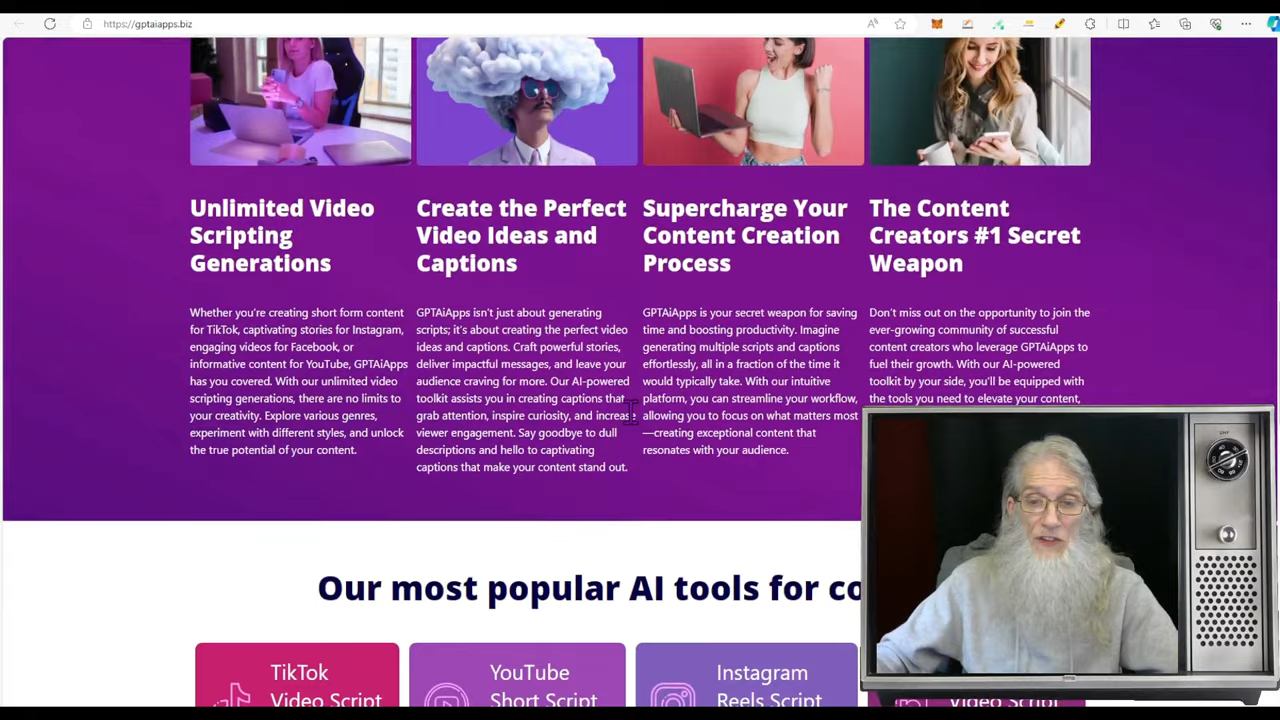 https://gptaiapps.biz
Unlimited Video
Scripting
Generations
Whether you're creating short form content
for TikTok, captivating stories for Instagram,
engaging videos for Facebook, or
informative content for YouTube, GPTAiApps
has you covered. With our unlimited video
scripting generations, there are no limits to
your creativity. Explore various genres,
experiment with different styles, and unlock
the true potential of your content.
Create the Perfect
Video Ideas and
Captions
GPTAiApps isn't just about generating
scripts; it's about creating the perfect video
ideas and captions. Craft powerful stories,
deliver impactful messages, and leave your
audience craving for more. Our AI-powered
toolkit assists you in creating captions that
grab attention, inspire curiosity, and increase
viewer engagement. Say goodbye to dull
descriptions and hello to captivating
captions that make your content stand out.
Supercharge Your
Content Creation
Process
GPTAiApps is your secret weapon for saving
time and boosting productivity. Imagine
generating multiple scripts and captions
effortlessly, all in a fraction of the time it
would typically take. With our intuitive
platform, you can streamline your workflow,
allowing you to focus on what matters most
—creating exceptional content that
resonates with your audience.
The Content
Creators #1 Secret
Weapon
Don't miss out on the opportunity to join the
ever-growing community of successful
content creators who leverage GPTAiApps to
fuel their growth. With our AI-powered
toolkit by your side, you'll be equipped with
the tools you need to elevate your content,
Our most popular AI tools for co
TikTok
Video Script
YouTube
Short Script
Instagram
Reels Script
Video Script
UHF